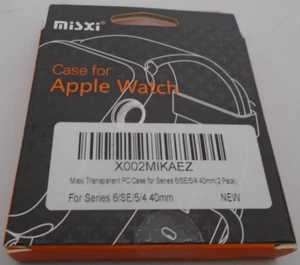 misxi
Case for
Apple Watch
X002MIKAEZ
Misxi Transparent PC Case for Series 6/SE/5/4 40mm(2 Pack)
For Series 6/SE/5/4 40mm
NEW